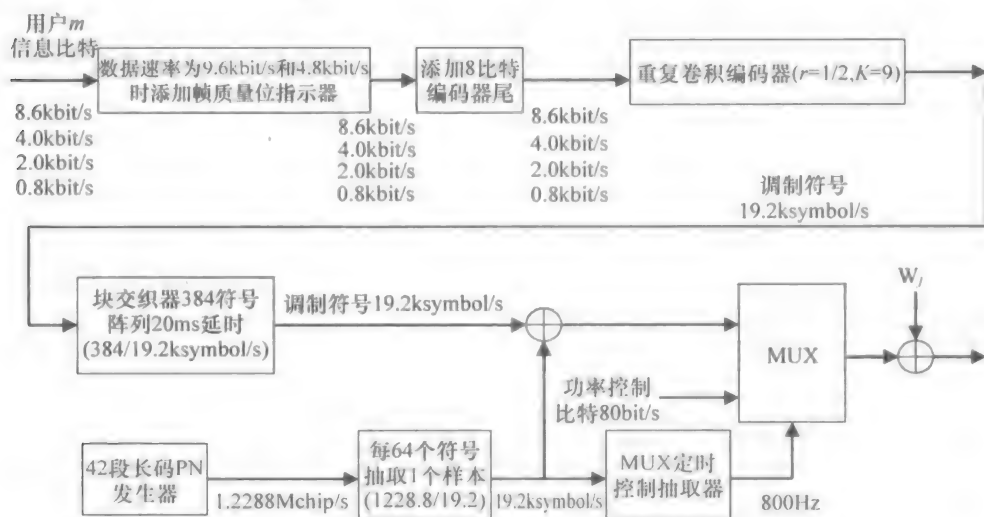 用户m
信息比特
数据速率为9.6kbit/s和4.8kbit/s
时添加帧质量位指示器
添加8比特
编码器尾
重复卷积编码器(r=1/2,K=9)
8.6kbit/s
4.0kbit/s
2.0kbit/s
0.8kbit/s
8.6kbit/s
4.0kbit/s
2.0kbit/s
0.8kbit/s
8.6kbit/s
4.0kbit/s
2.0kbit/s
0.8kbit/s
调制符号
19.2ksymbol/s
块交织器384符号
阵列20ms延时
(384/19.2ksymbol/s)
调制符号19.2ksymbol/s
MUX
Wj
功率控制
比特80bit/s
42段长码PN
发生器
1.2288Mchip/s
每64个符号
抽取1个样本
(1228.8/19.2)
19.2ksymbol/s
MUX定时
控制抽取器
800Hz